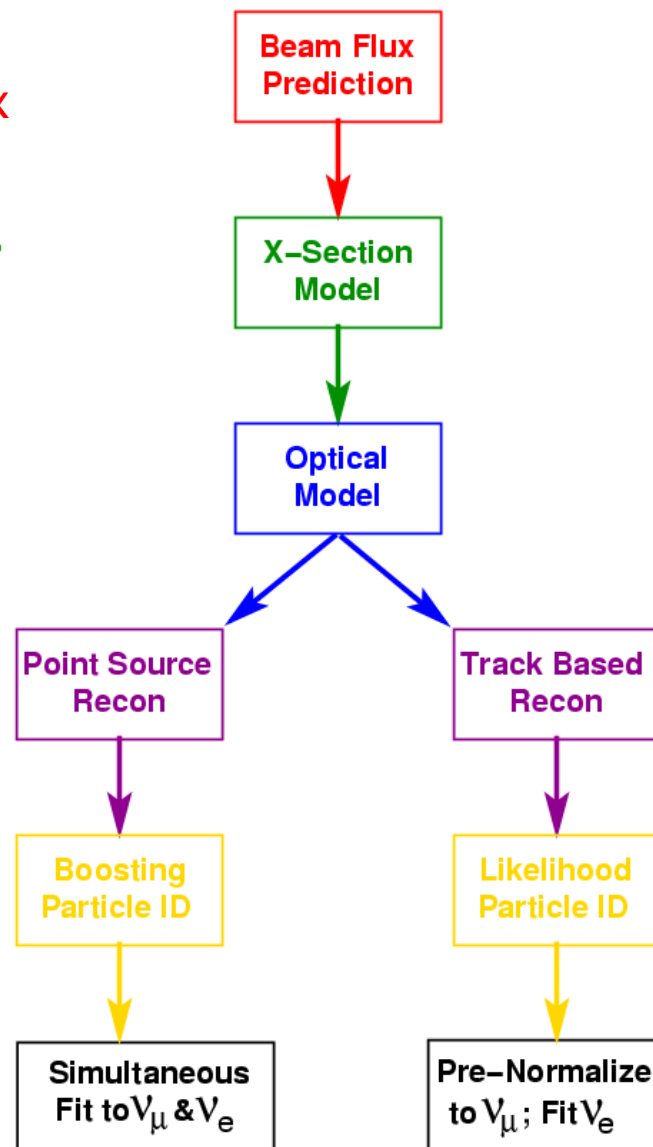 Beam Flux
Prediction
x
X–Section
Model
Optical
Model
Point Source
Recon
Track Based
Recon
Boosting
Particle ID
Likelihood
Particle ID
Simultaneous
Fit to νμ & νe
Pre–Normalize
to νμ ; Fit νe